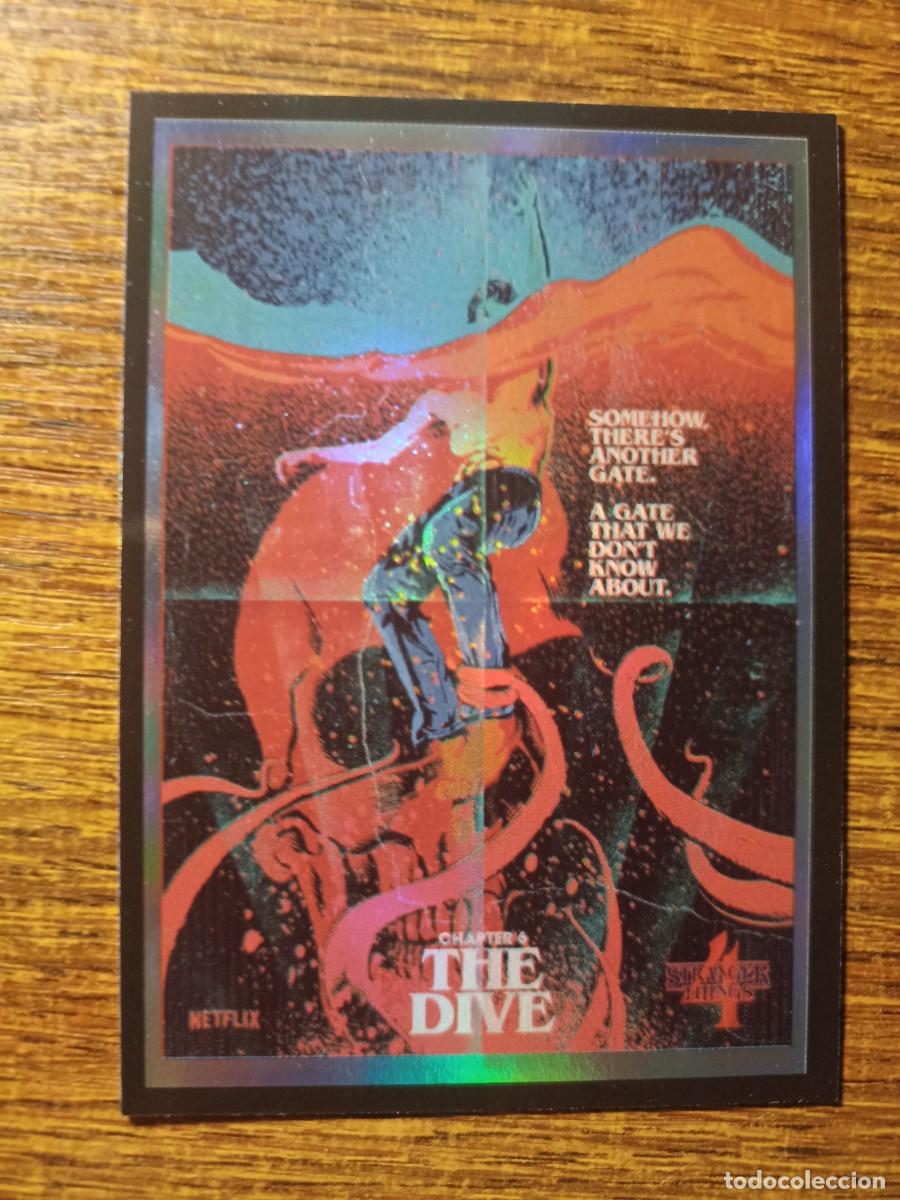 SOMEHOW,
THERE'S
ANOTHER
GATE.
A GATE
THAT WE
DON'T
KNOW
ABOUT.
CHAPTER 6
THE
DIVE
NETFLIX
STRANGER
THINGS
4
todocoleccion